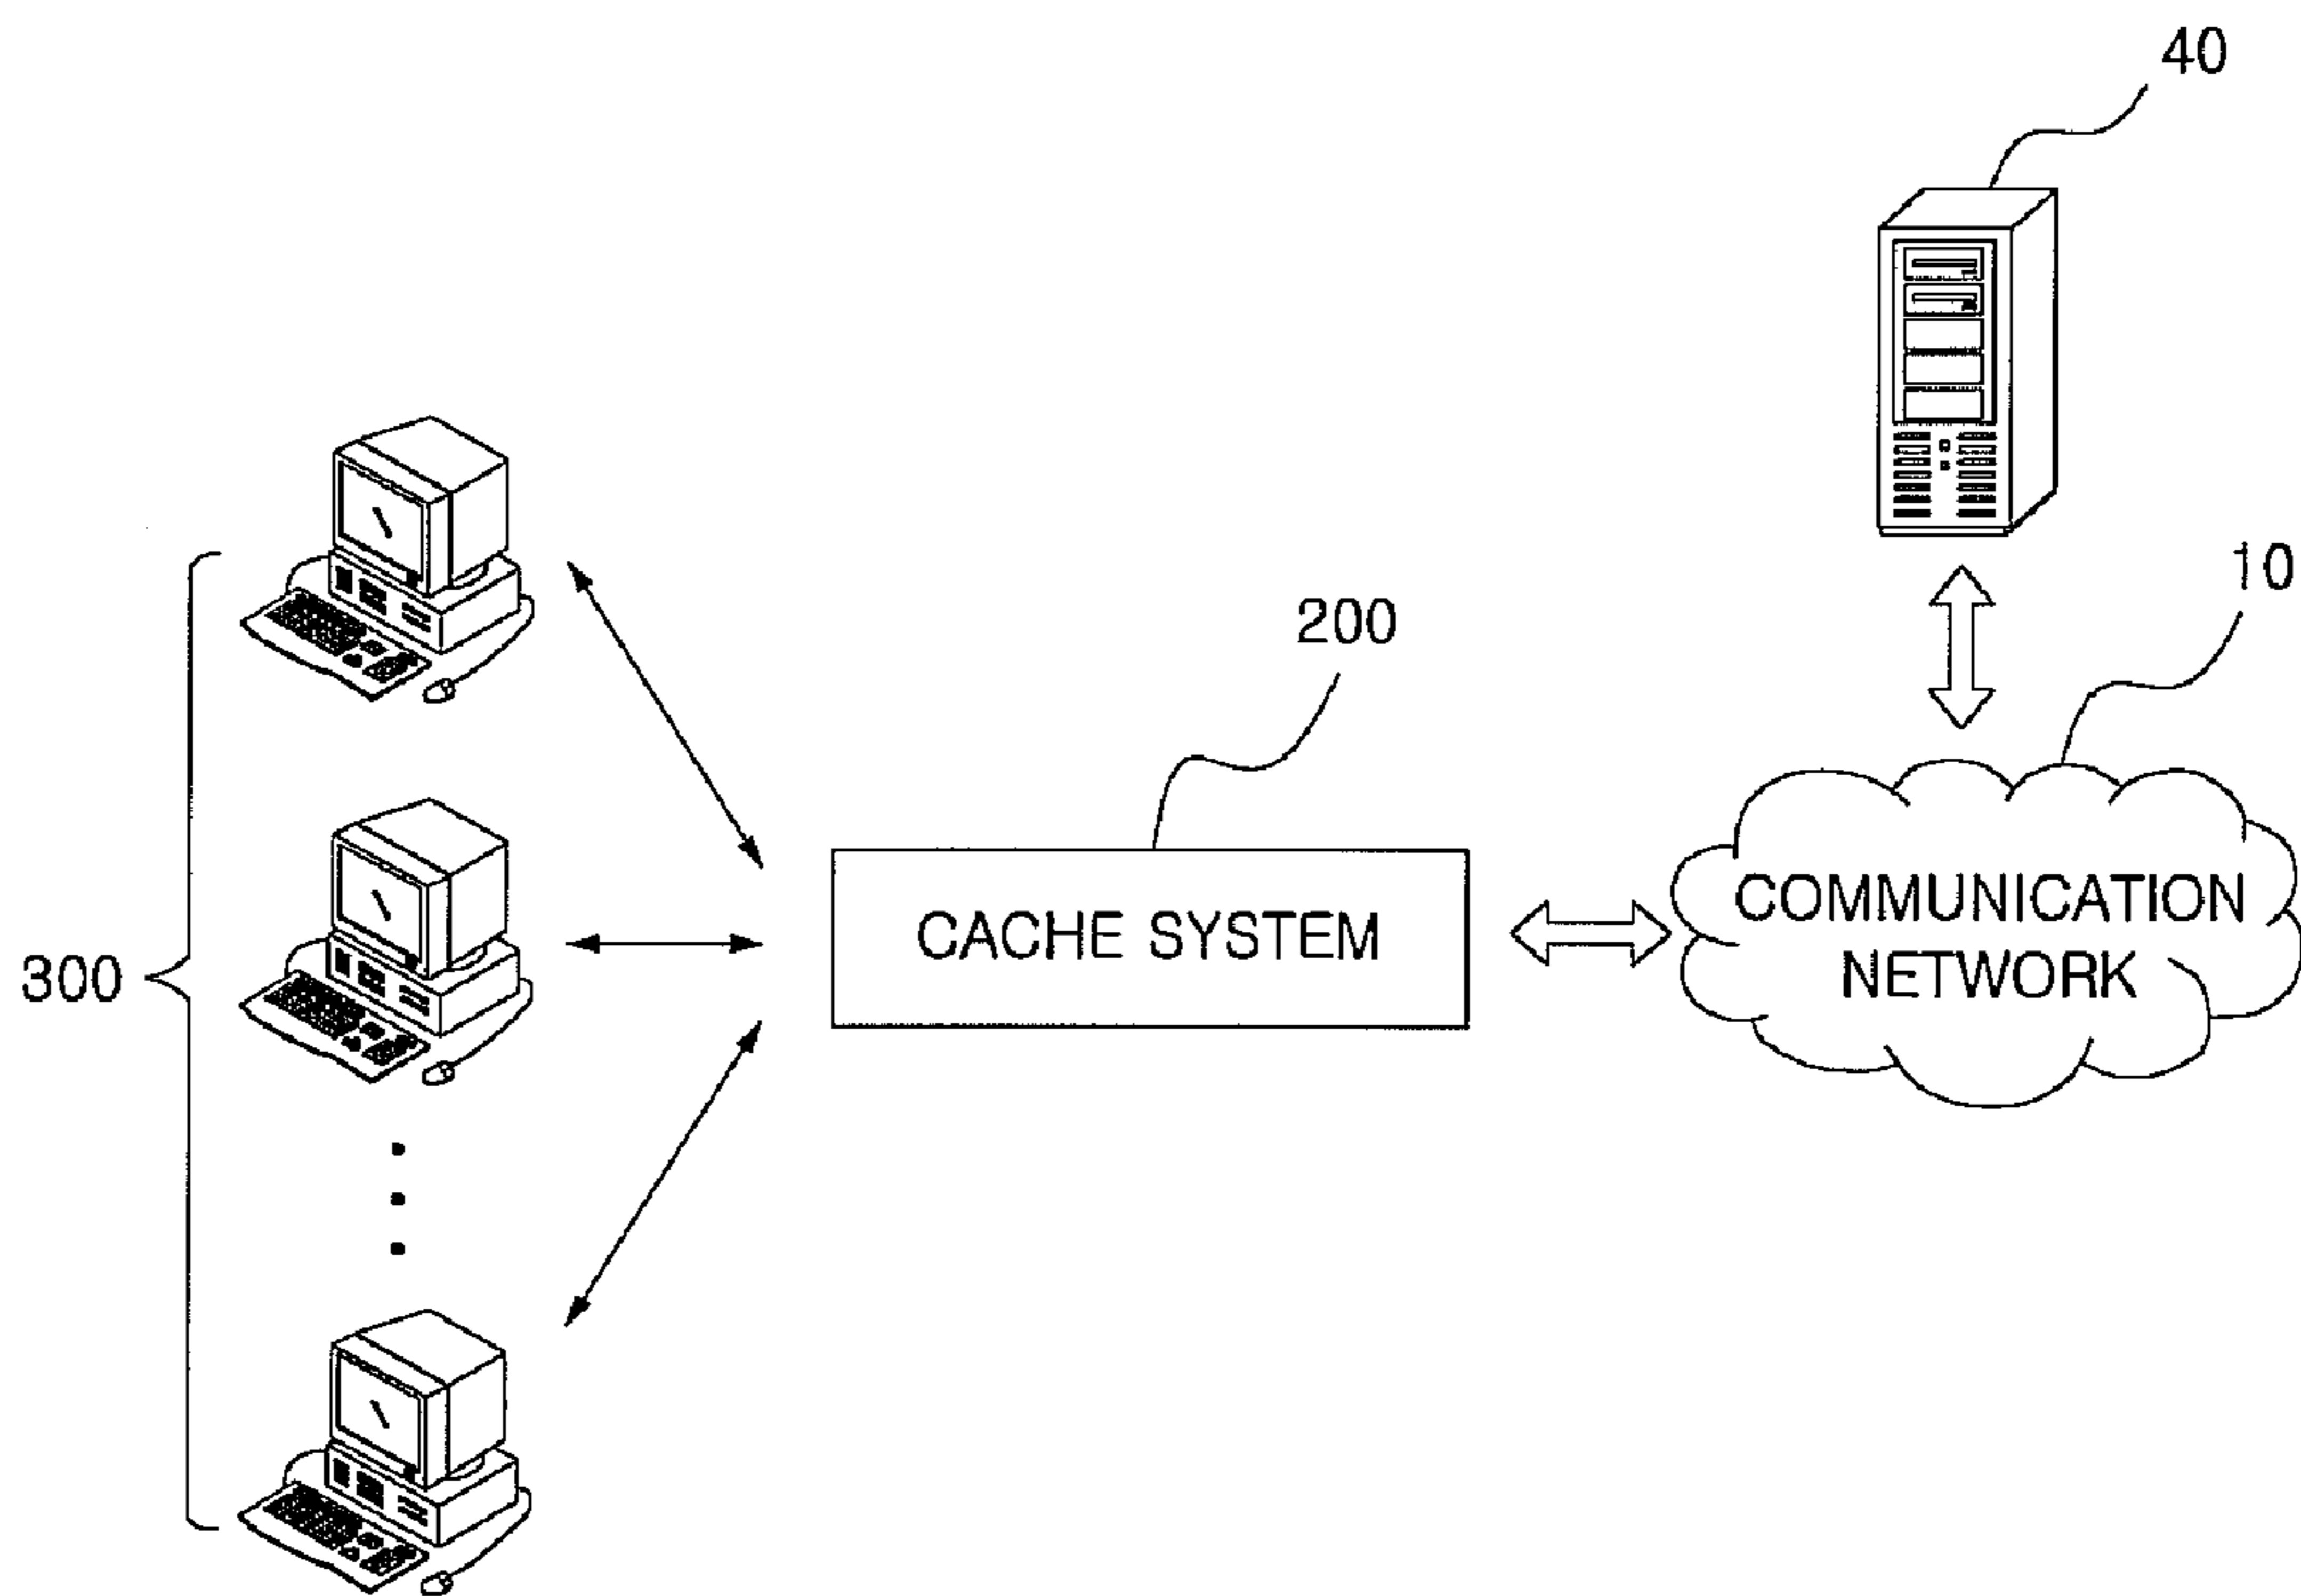 40
10
200
CACHE SYSTEM
COMMUNICATION
NETWORK
300